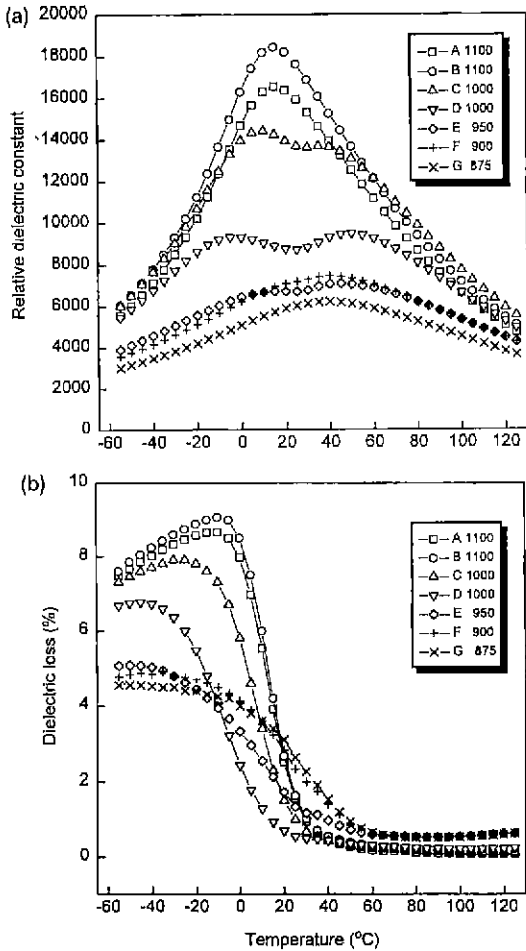 (a)
20000
18000
16000
14000
12000
10000
8000
6000
4000
2000
0
Relative dielectric constant
A 1100
B 1100
C 1000
D 1000
E 950
F 900
G 875
-60 -40 -20 0 20 40 60 80 100 120
(b)
10
8
6
4
2
0
Dielectric loss (%)
A 1100
B 1100
C 1000
D 1000
E 950
F 900
G 875
-60 -40 -20 0 20 40 60 80 100 120
Temperature (°C)